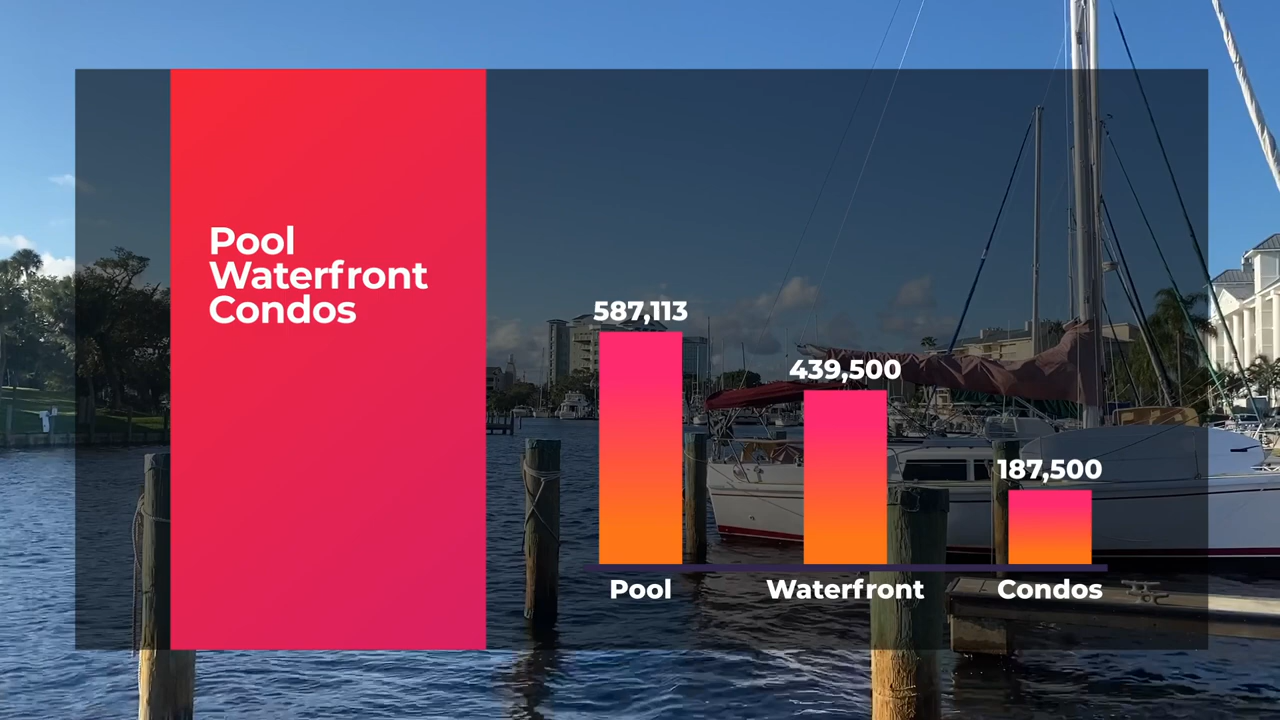 Pool
Waterfront
Condos
587,113
439,500
187,500
Pool
Waterfront
Condos